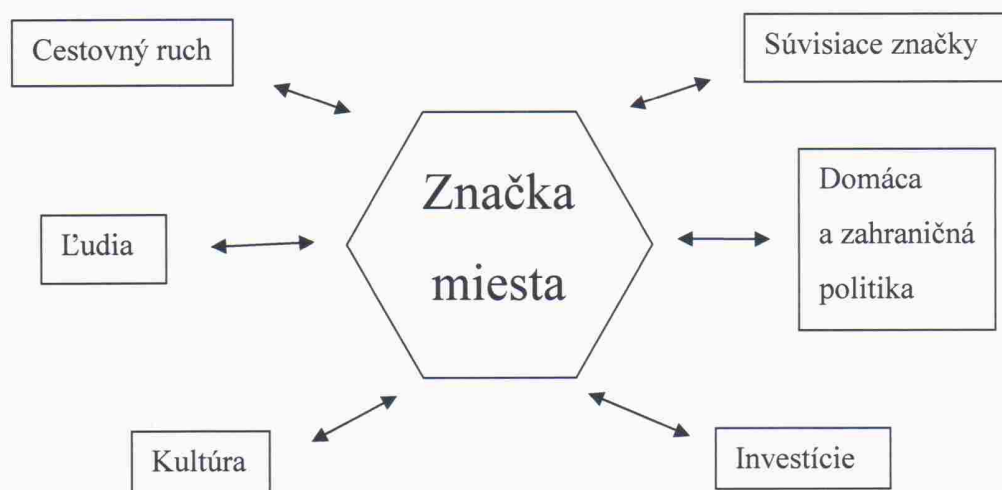 Cestovný ruch
Súvisiace značky
Značka
miesta
Ľudia
Domáca
a zahraničná
politika
Kultúra
Investície